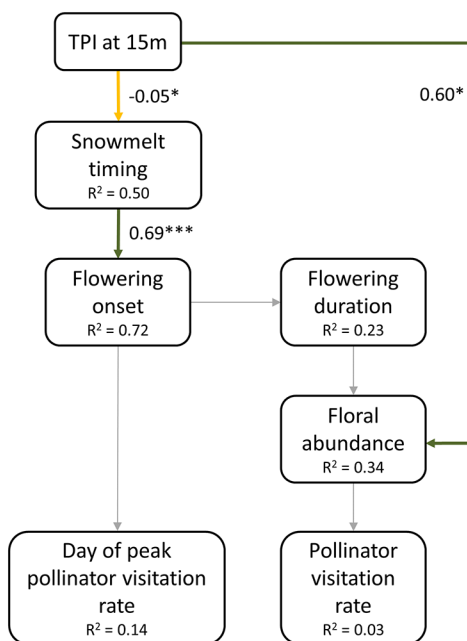 TPI at 15m
-0.05*
0.60*
Snowmelt
timing
R² = 0.50
0.69***
Flowering
onset
R² = 0.72
Flowering
duration
R² = 0.23
Floral
abundance
R² = 0.34
Day of peak
pollinator visitation
rate
R² = 0.14
Pollinator
visitation
rate
R² = 0.03